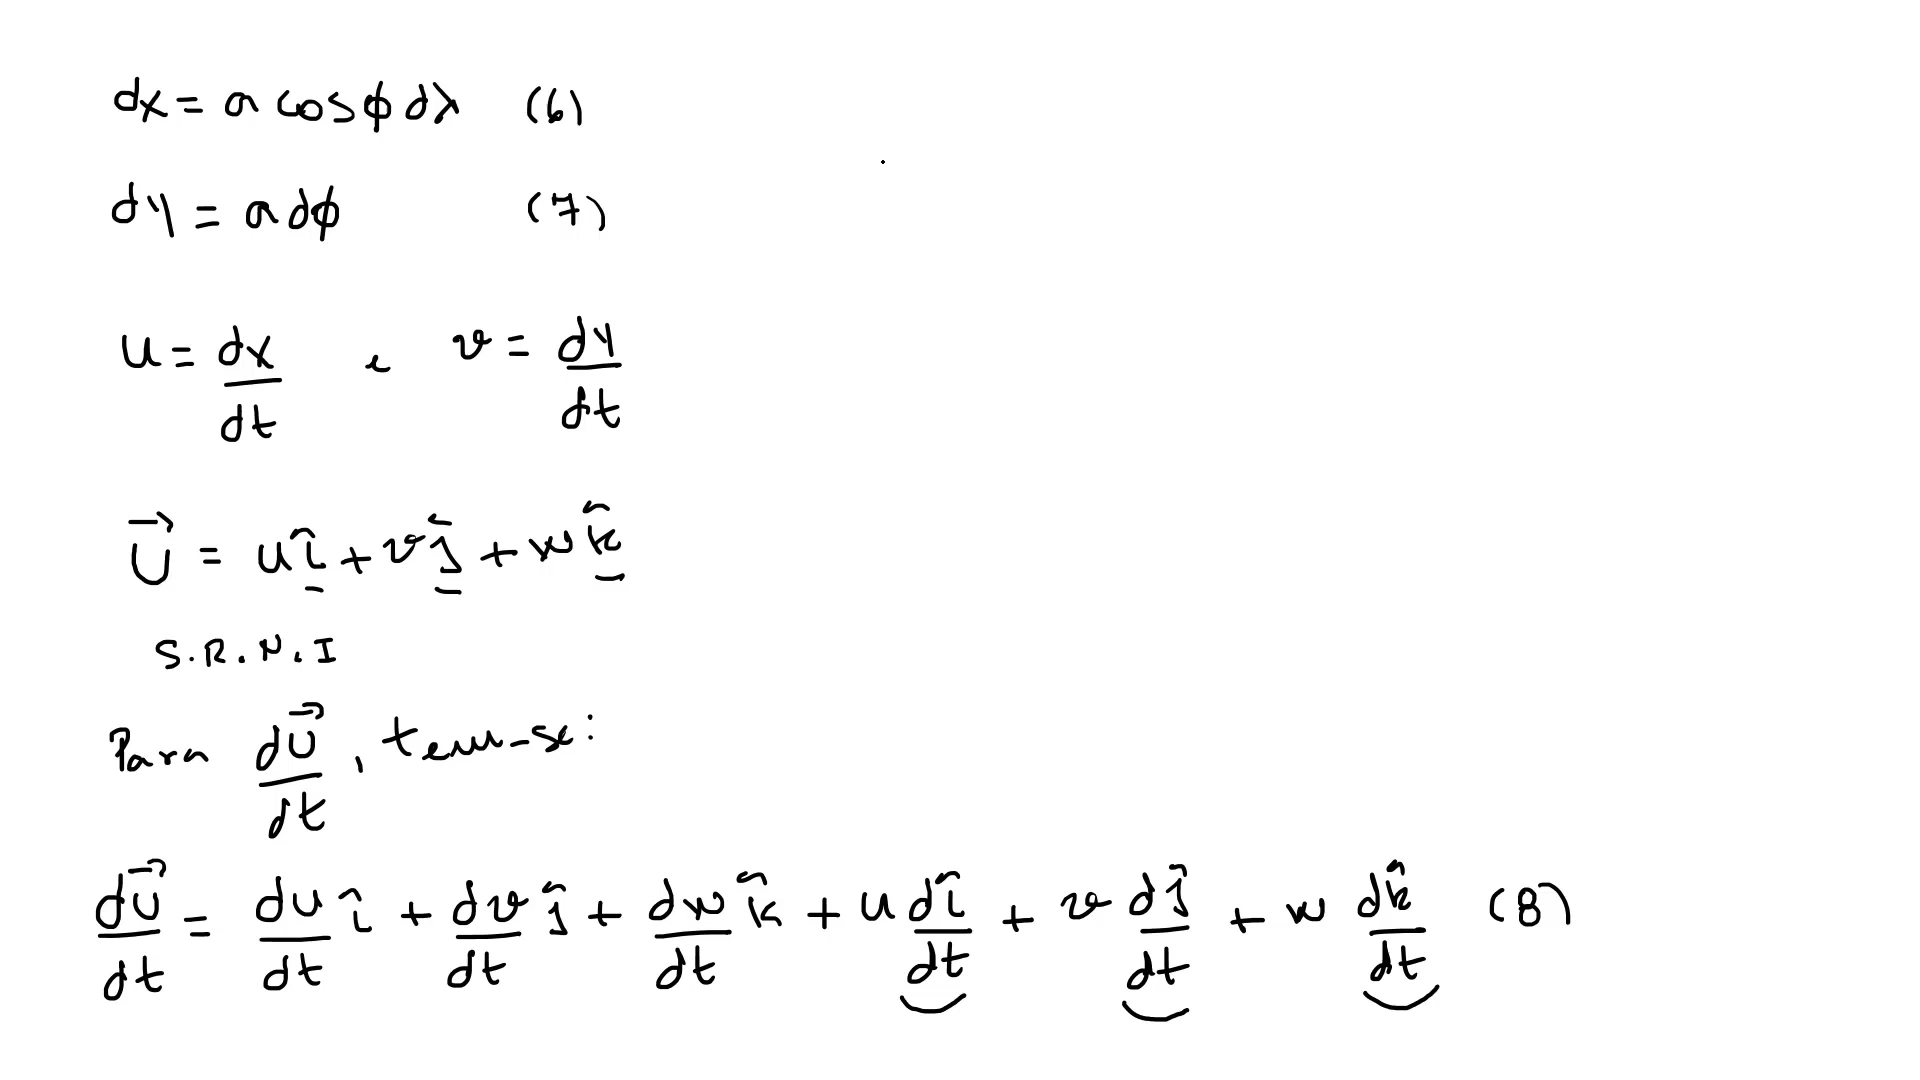 dx = a cosϕ dλ (6)
dy = a dϕ (7)
u = dx/dt e v = dy/dt
U⃗ = u î + v ĵ + w k̂
S.R.N.I
Para dU⃗/dt, tem-se:
dU⃗/dt = du/dt î + dv/dt ĵ + dw/dt k̂ + u dî/dt + v dĵ/dt + w dk̂/dt (8)